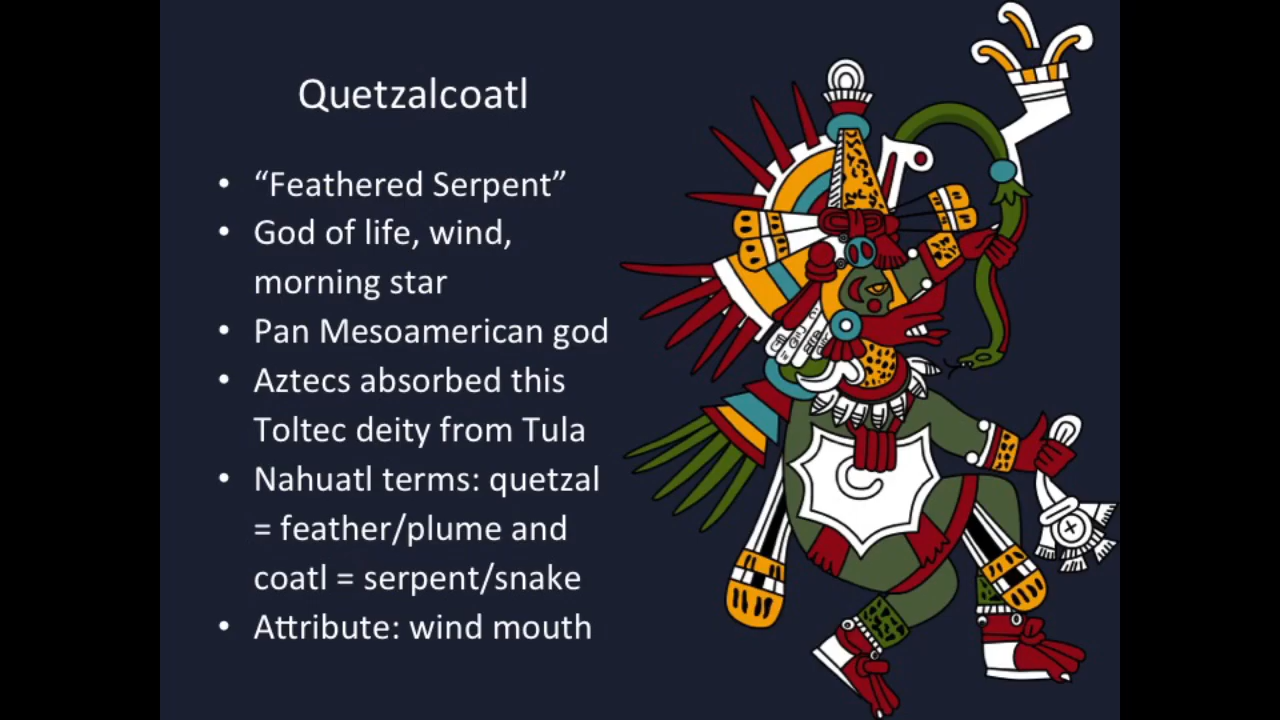 Quetzalcoatl
• “Feathered Serpent”
• God of life, wind,
morning star
• Pan Mesoamerican god
• Aztecs absorbed this
Toltec deity from Tula
• Nahuatl terms: quetzal
= feather/plume and
coatl = serpent/snake
• Attribute: wind mouth